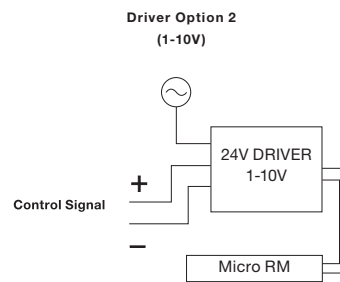 Driver Option 2
(1-10V)
24V DRIVER
1-10V
+
Control Signal
–
Micro RM